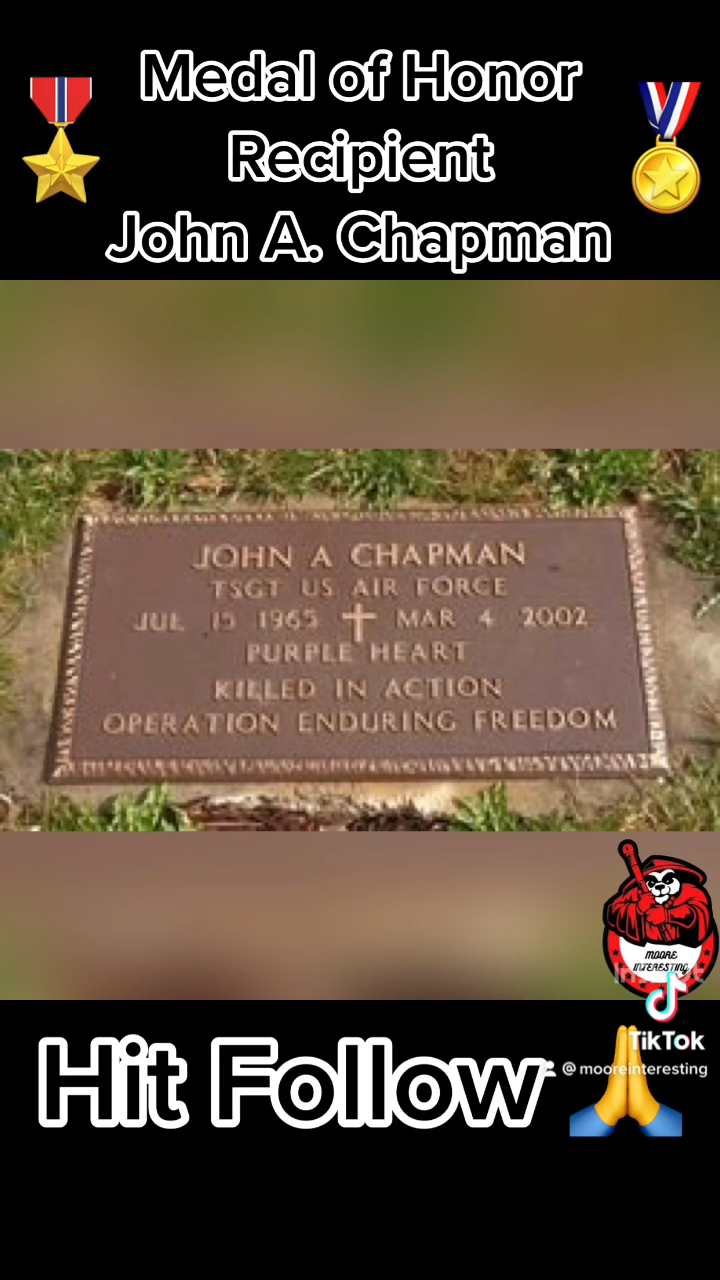 Medal of Honor
Recipient
John A. Chapman
JOHN A CHAPMAN
TSGT US AIR FORCE
JUL 15 1965 MAR 4 2002
PURPLE HEART
KILLED IN ACTION
OPERATION ENDURING FREEDOM
MOORE
INTERESTING
TikTok
@mooreinteresting
Hit Follow